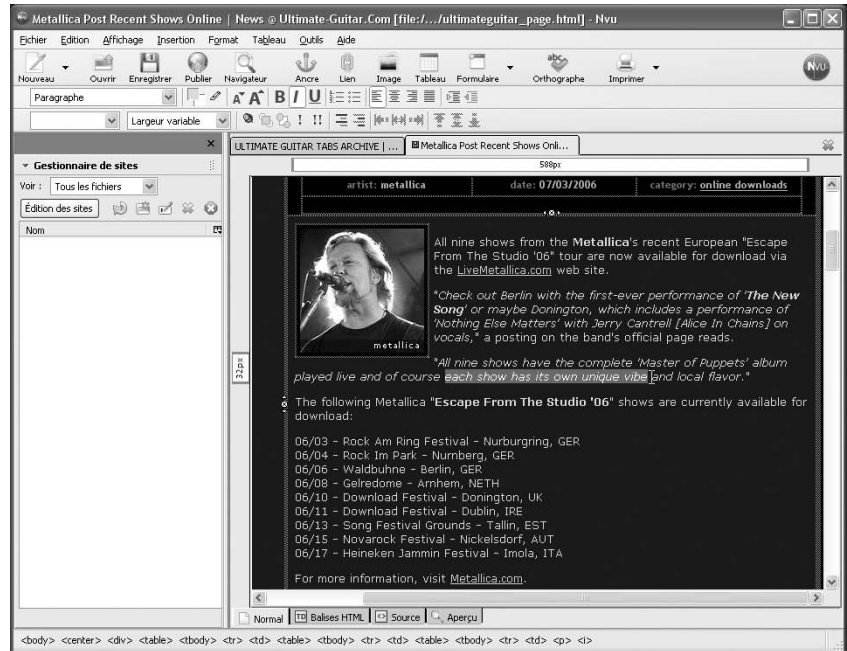 Metallica Post Recent Shows Online | News @ Ultimate-Guitar.Com [file:/.../ultimateguitar_page.html] - Nvu
Fichier Edition Affichage Insertion Format Tableau Outils Aide
Nouveau Ouvrir Enregistrer Publier Navigateur Ancre Lien Image Tableau Formulaire Orthographe Imprimer
Nvu
Paragraphe
Largeur variable
ULTIMATE GUITAR TABS ARCHIVE | ... Metallica Post Recent Shows Onli...
Gestionnaire de sites
Voir : Tous les fichiers
Édition des sites
Nom
588px
artist: metallica date: 07/03/2006 category: online downloads
All nine shows from the Metallica's recent European "Escape
From The Studio '06" tour are now available for download via
the LiveMetallica.com web site.
"Check out Berlin with the first-ever performance of 'The New
Song' or maybe Donington, which includes a performance of
'Nothing Else Matters' with Jerry Cantrell [Alice In Chains] on
vocals," a posting on the band's official page reads.
metallica
32px
"All nine shows have the complete 'Master of Puppets' album
played live and of course each show has its own unique vibe and local flavor."
The following Metallica "Escape From The Studio '06" shows are currently available for
download:
06/03 - Rock Am Ring Festival - Nurburgring, GER
06/04 - Rock Im Park - Nurnberg, GER
06/06 - Waldbuhne - Berlin, GER
06/08 - Gelredome - Arnhem, NETH
06/10 - Download Festival - Donington, UK
06/11 - Download Festival - Dublin, IRE
06/13 - Song Festival Grounds - Tallin, EST
06/15 - Novarock Festival - Nickelsdorf, AUT
06/17 - Heineken Jammin Festival - Imola, ITA
For more information, visit Metallica.com.
Normal Balises HTML Source Aperçu
<body> <center> <div> <table> <tbody> <tr> <td> <table> <tbody> <tr> <td> <table> <tbody> <tr> <td> <p> <i>